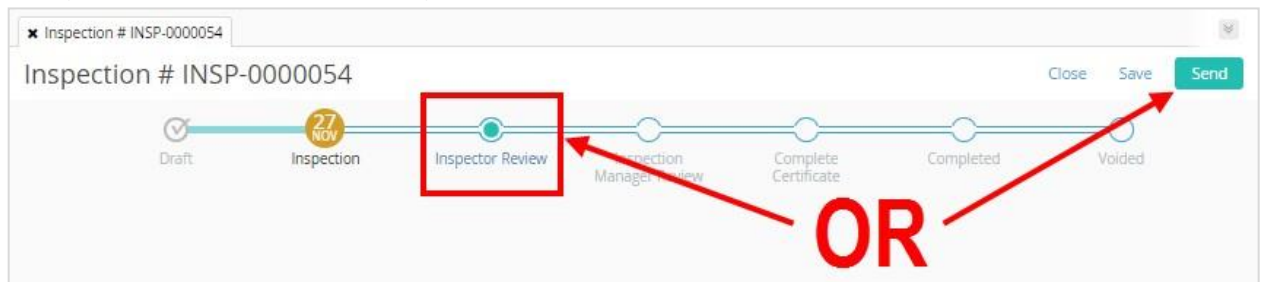 ✖ Inspection # INSP-0000054
Inspection # INSP-0000054
Close Save Send
27
NOV
Draft Inspection Inspector Review Inspection Manager Review Complete Certificate Completed Voided
OR